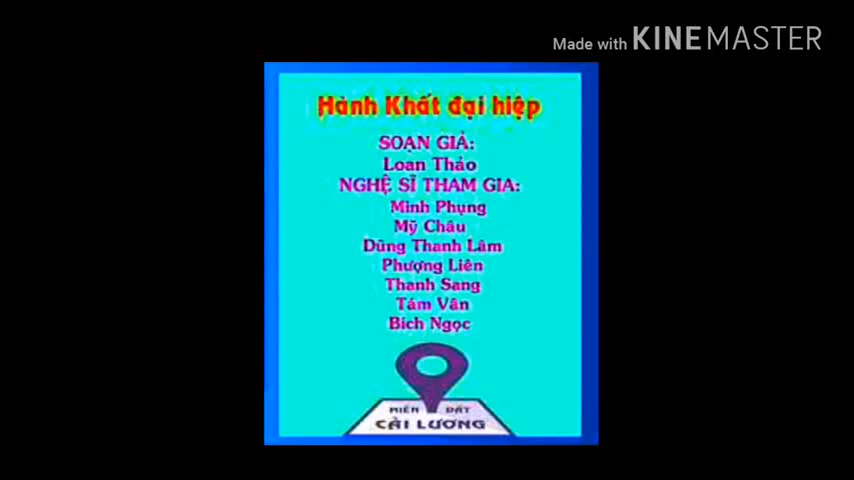 Made with KINEMASTER
Hành Khất đại hiệp
SOẠN GIẢ:
Loan Thảo
NGHỆ SĨ THAM GIA:
Minh Phụng
Mỹ Châu
Dũng Thanh Lâm
Phượng Liên
Thanh Sang
Tám Vân
Bích Ngọc
MIỀN ĐẤT
CẢI LƯƠNG